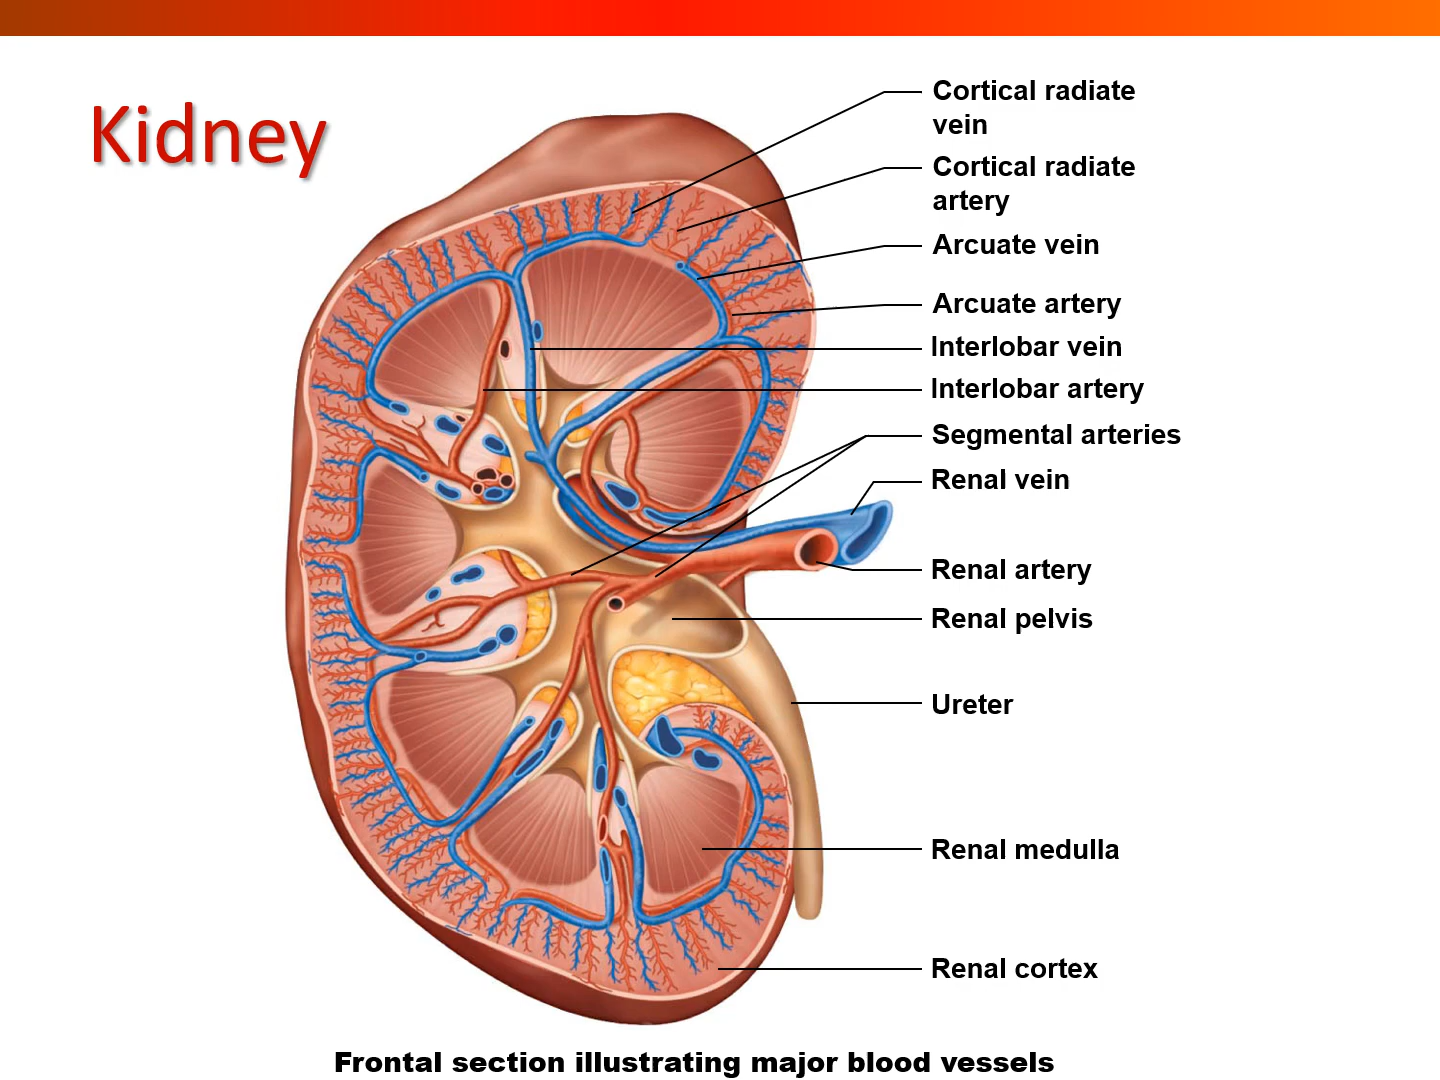 Kidney
Cortical radiate
vein
Cortical radiate
artery
Arcuate vein
Arcuate artery
Interlobar vein
Interlobar artery
Segmental arteries
Renal vein
Renal artery
Renal pelvis
Ureter
Renal medulla
Renal cortex
Frontal section illustrating major blood vessels